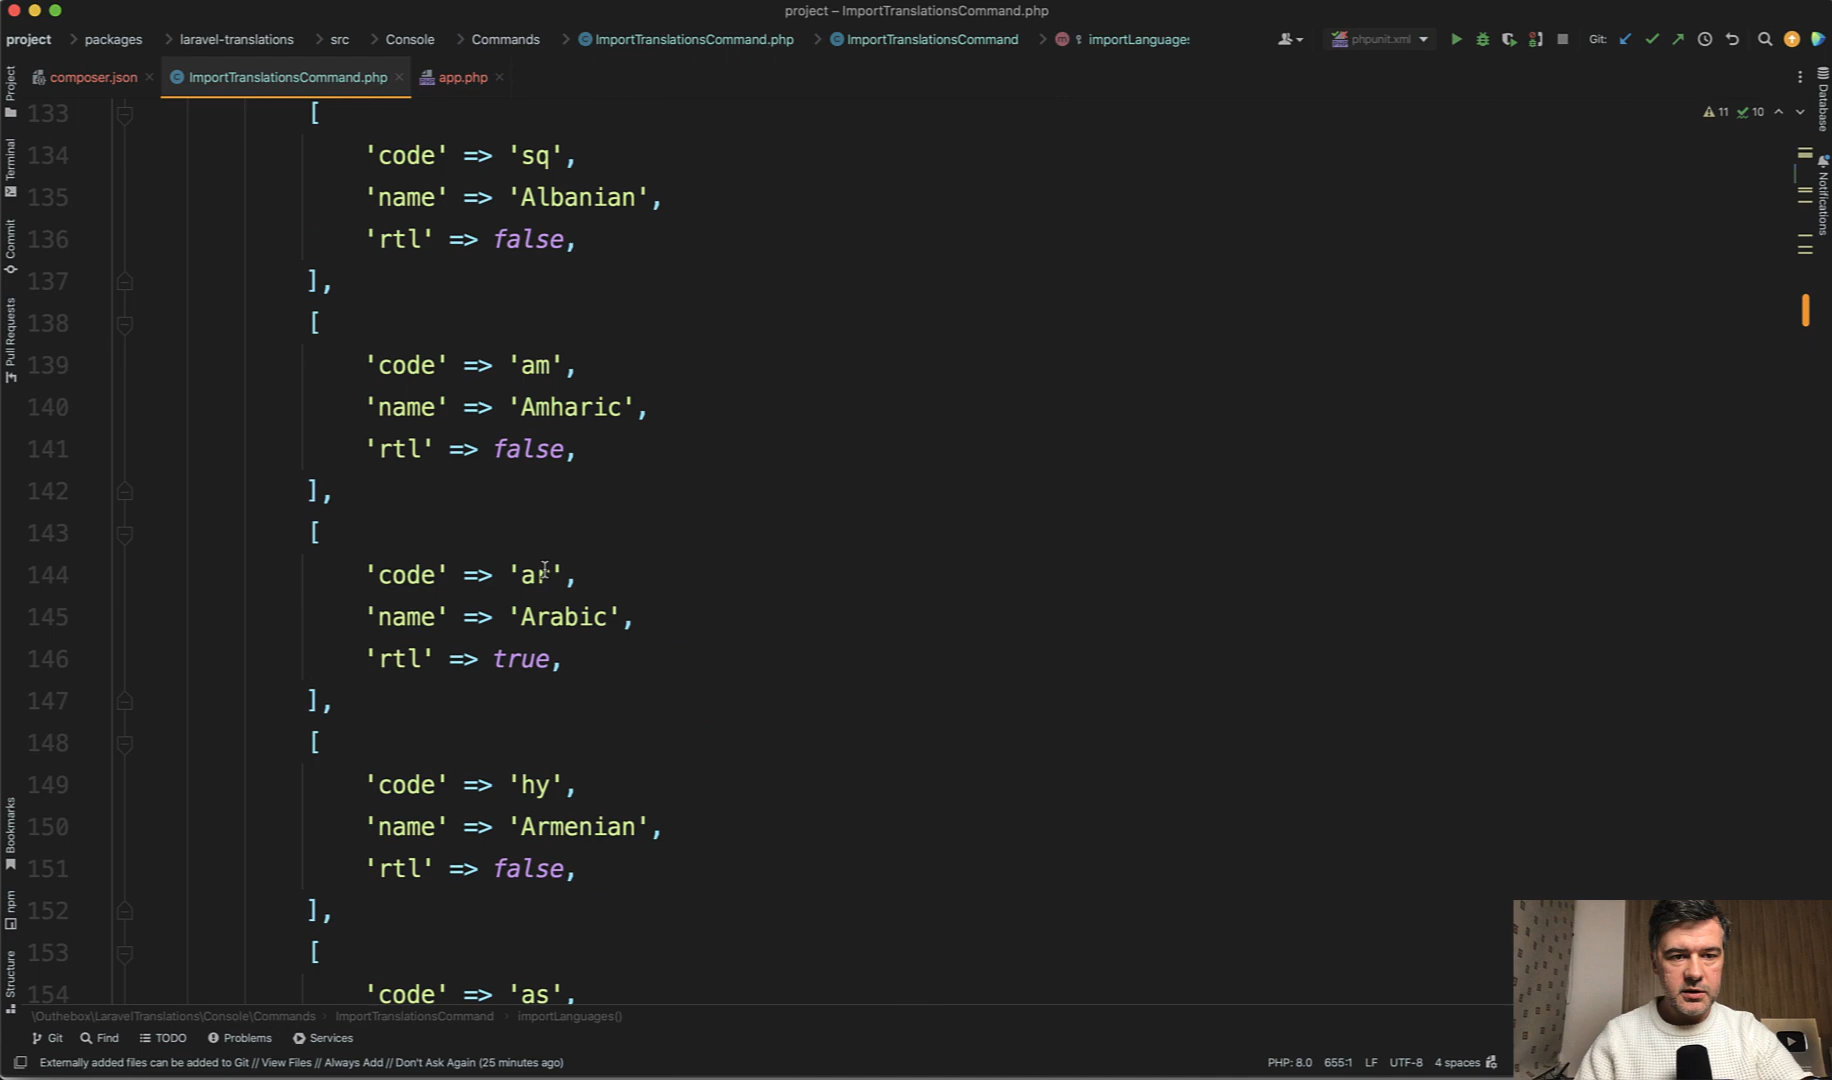 project – ImportTranslationsCommand.php
project packages laravel-translations src Console Commands ImportTranslationsCommand.php ImportTranslationsCommand importLanguages
phpunit.xml Git:
composer.json ImportTranslationsCommand.php app.php
11 10
133 [
134 'code' => 'sq',
135 'name' => 'Albanian',
136 'rtl' => false,
137 ],
138 [
139 'code' => 'am',
140 'name' => 'Amharic',
141 'rtl' => false,
142 ],
143 [
144 'code' => 'ar',
145 'name' => 'Arabic',
146 'rtl' => true,
147 ],
148 [
149 'code' => 'hy',
150 'name' => 'Armenian',
151 'rtl' => false,
152 ],
153 [
154 'code' => 'as',
Project
Terminal
Commit
Pull Requests
Bookmarks
npm
Structure
Database
Notifications
\Outhebox\LaravelTranslations\Console\Commands ImportTranslationsCommand importLanguages()
Git Find TODO Problems Services
Externally added files can be added to Git // View Files // Always Add // Don't Ask Again (25 minutes ago)
PHP: 8.0 655:1 LF UTF-8 4 spaces